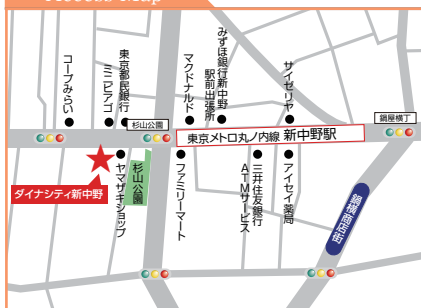 Access Map
コープみらい
ミニピアゴ
東京都民銀行
マクドナルド
みずほ銀行新中野
駅前出張所
サイゼリヤ
杉山公園
鍋屋横丁
東京メトロ丸ノ内線 新中野駅
ダイナシティ新中野
ヤマザキショップ
杉山公園
ファミリーマート
三井住友銀行
ATMサービス
アイセイ薬局
鍋横商店街